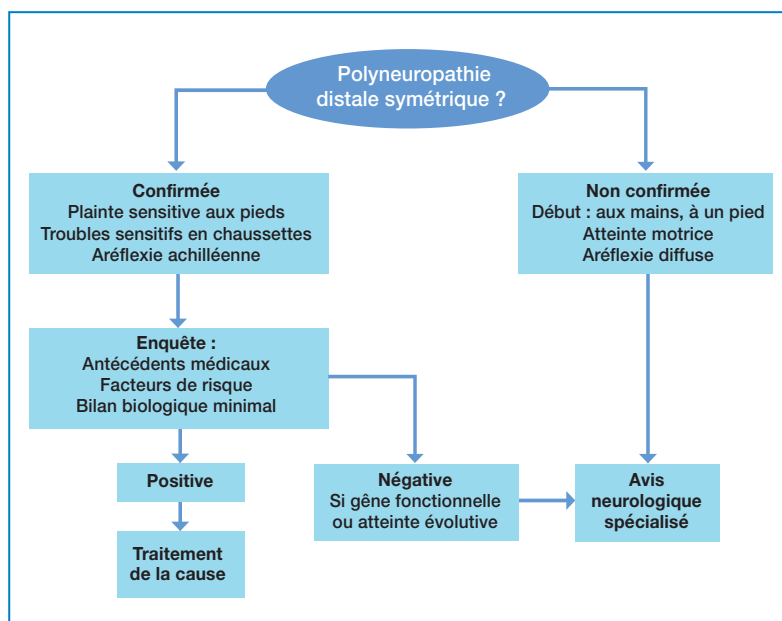 Polyneuropathie
distale symétrique ?
Confirmée
Plainte sensitive aux pieds
Troubles sensitifs en chaussettes
Aréflexie achilléenne
Non confirmée
Début : aux mains, à un pied
Atteinte motrice
Aréflexie diffuse
Enquête :
Antécédents médicaux
Facteurs de risque
Bilan biologique minimal
Positive
Négative
Si gêne fonctionnelle
ou atteinte évolutive
Avis
neurologique
spécialisé
Traitement
de la cause